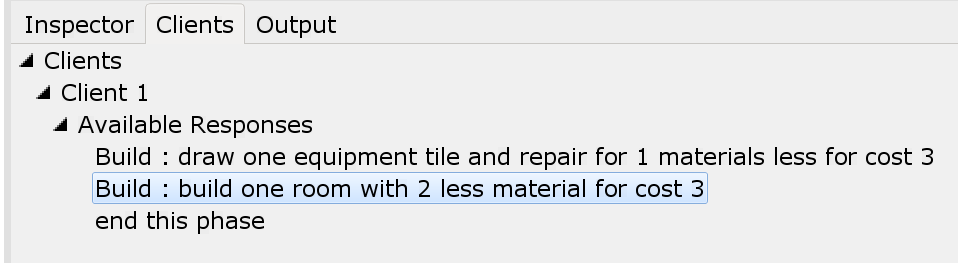 Inspector Clients Output
Clients
Client 1
Available Responses
Build : draw one equipment tile and repair for 1 materials less for cost 3
Build : build one room with 2 less material for cost 3
end this phase